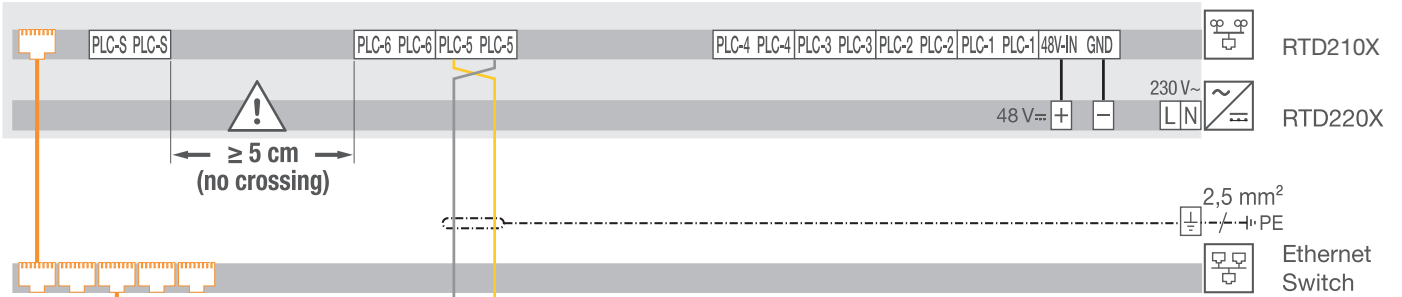 PLC-S PLC-S PLC-6 PLC-6 PLC-5 PLC-5 PLC-4 PLC-4 PLC-3 PLC-3 PLC-2 PLC-2 PLC-1 PLC-1 48V-IN GND
RTD210X
230 V~
48 V⎓ + − L N
RTD220X
!
≥ 5 cm
(no crossing)
2,5 mm²
PE
Ethernet
Switch